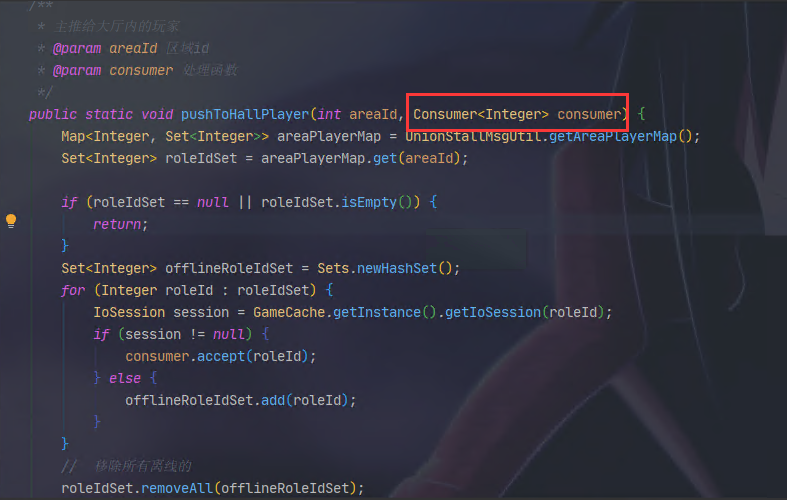 /**
 * 主推给大厅内的玩家
 * @param areaId 区域id
 * @param consumer 处理函数
 */
public static void pushToHallPlayer(int areaId, Consumer<Integer> consumer) {
    Map<Integer, Set<Integer>> areaPlayerMap = UnionStallMsgUtil.getAreaPlayerMap();
    Set<Integer> roleIdSet = areaPlayerMap.get(areaId);

    if (roleIdSet == null || roleIdSet.isEmpty()) {
        return;
    }
    Set<Integer> offlineRoleIdSet = Sets.newHashSet();
    for (Integer roleId : roleIdSet) {
        IoSession session = GameCache.getInstance().getIoSession(roleId);
        if (session != null) {
            consumer.accept(roleId);
        } else {
            offlineRoleIdSet.add(roleId);
        }
    }
    // 移除所有离线的
    roleIdSet.removeAll(offlineRoleIdSet);